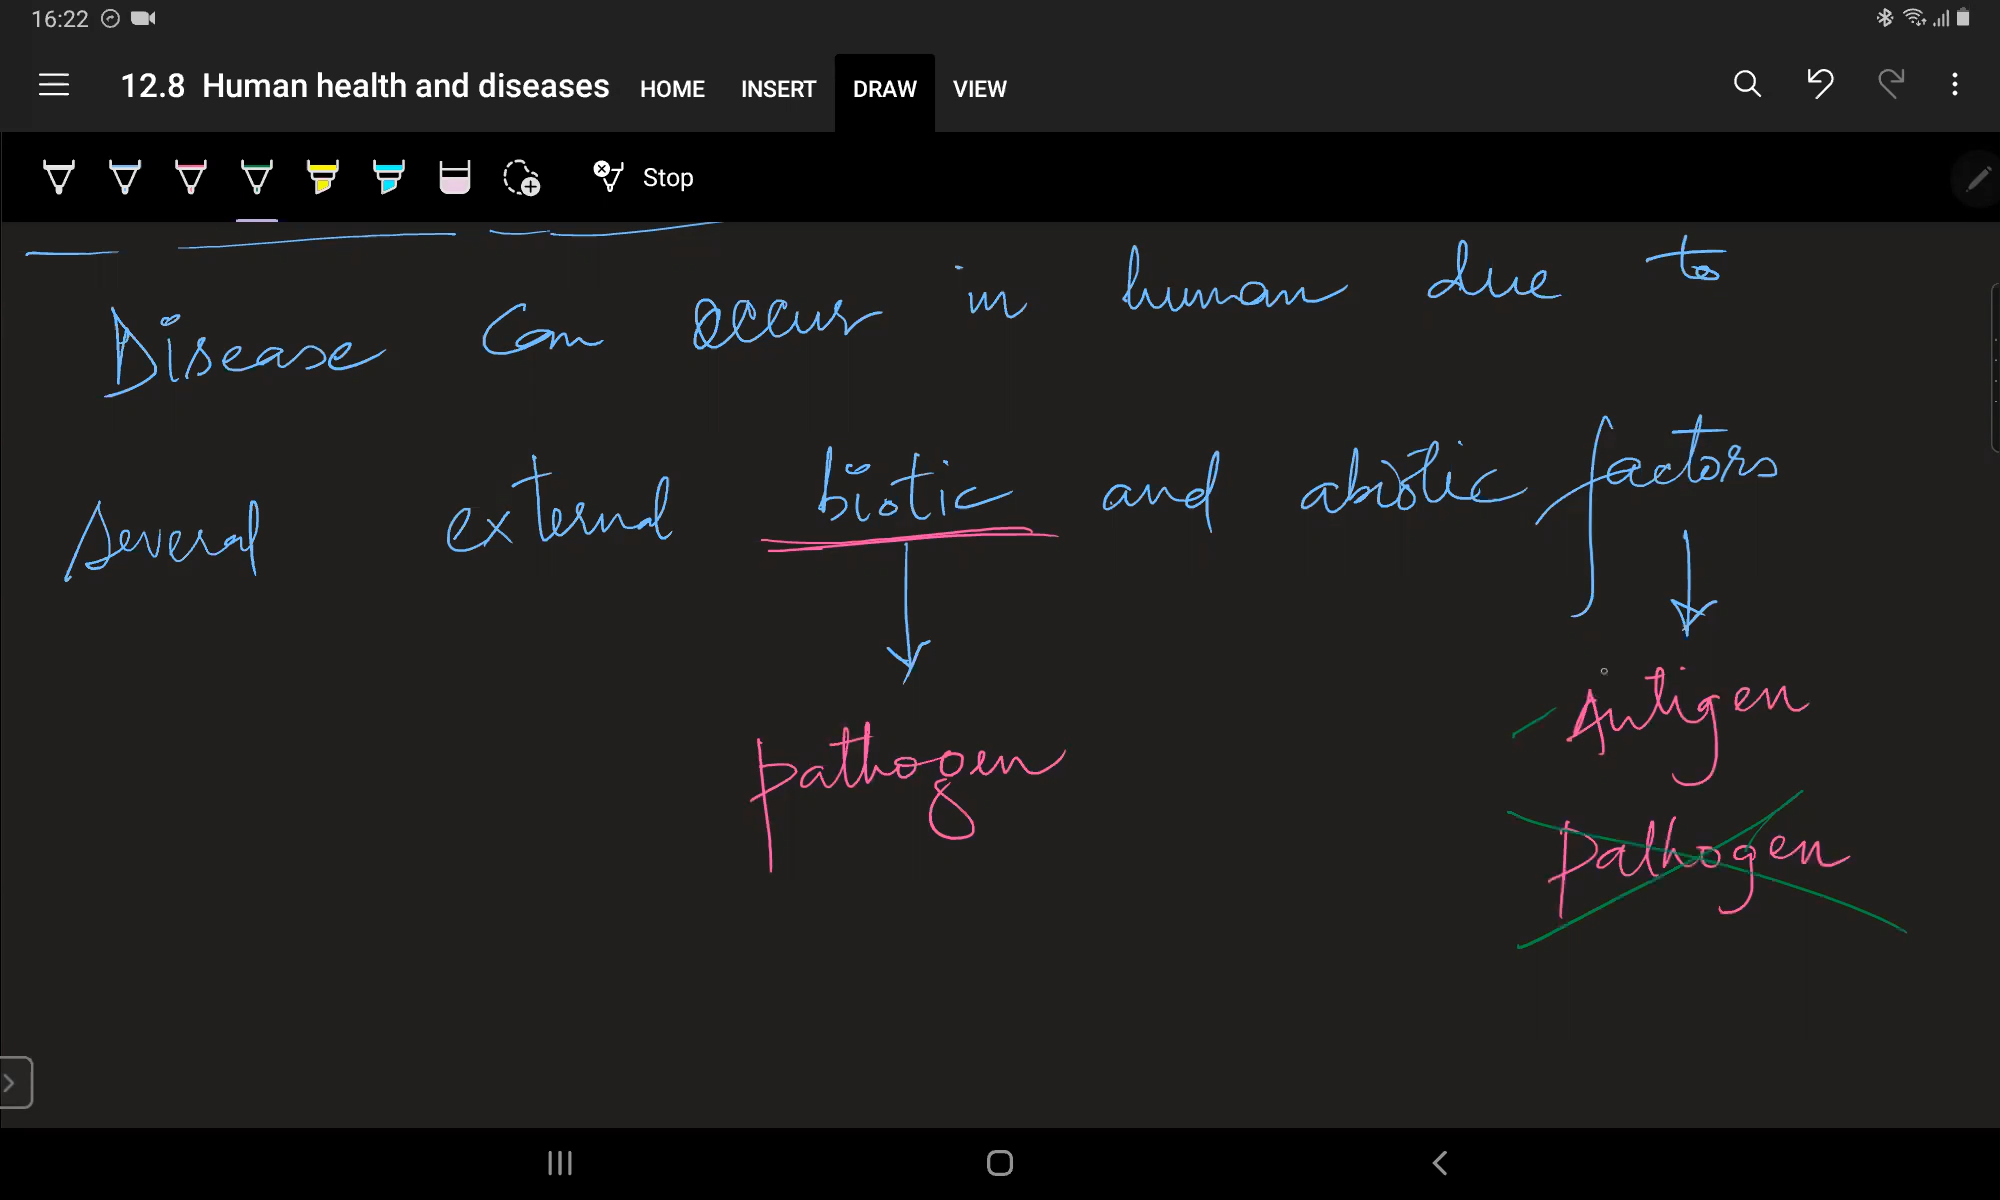 16:22
12.8 Human health and diseases HOME INSERT DRAW VIEW
Stop
Disease can occur in human due to
several external biotic and abiotic factors
pathogen
Antigen
pathogen